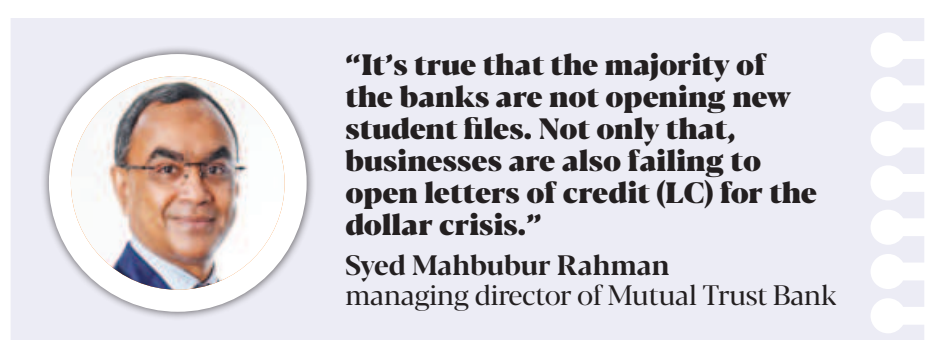 “It’s true that the majority of
the banks are not opening new
student files. Not only that,
businesses are also failing to
open letters of credit (LC) for the
dollar crisis.”
Syed Mahbubur Rahman
managing director of Mutual Trust Bank